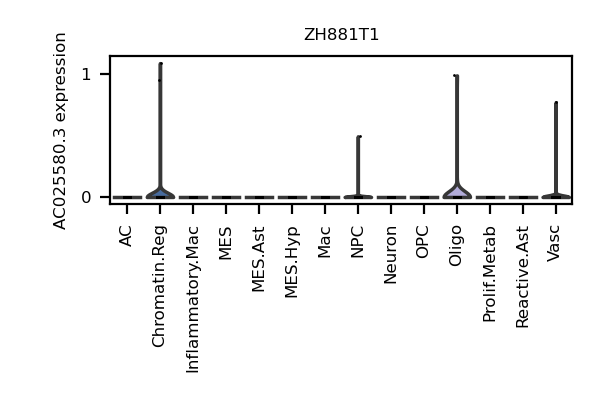 ZH881T1
AC025580.3 expression
1
0
AC
Chromatin.Reg
Inflammatory.Mac
MES
MES.Ast
MES.Hyp
Mac
NPC
Neuron
OPC
Oligo
Prolif.Metab
Reactive.Ast
Vasc